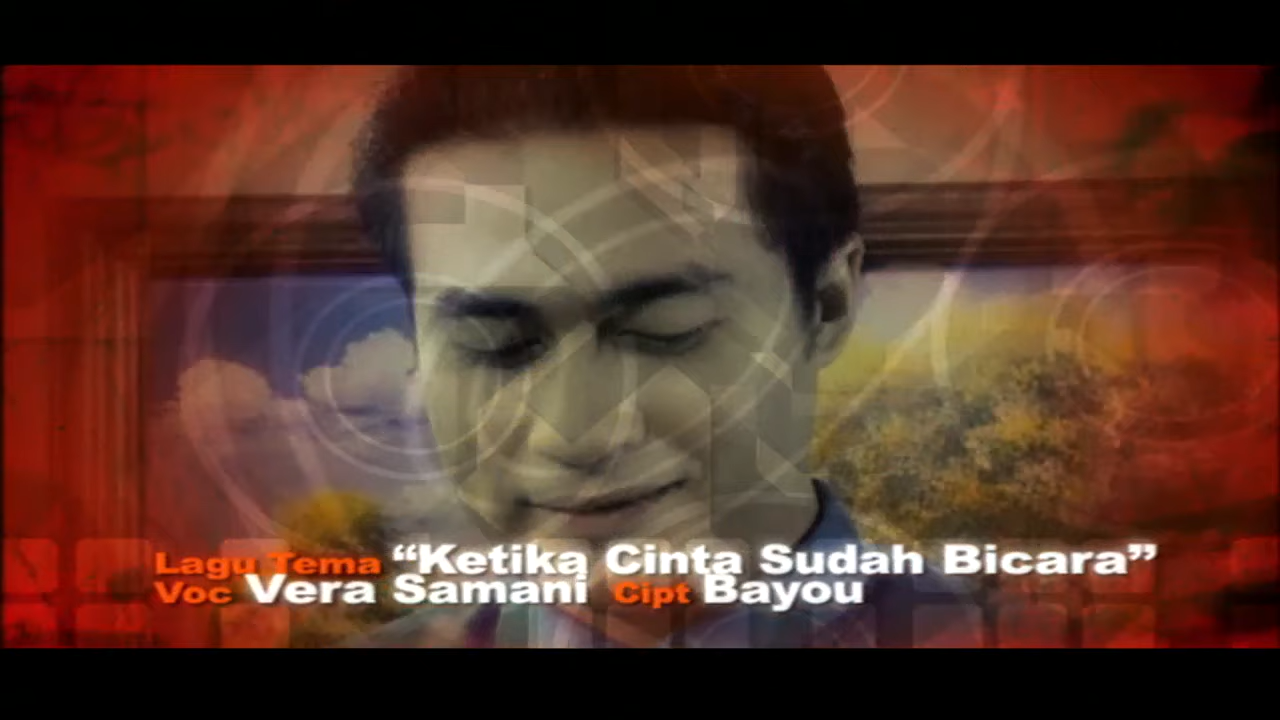 Lagu Tema “Ketika Cinta Sudah Bicara”
Voc Vera Samani Cipt Bayou